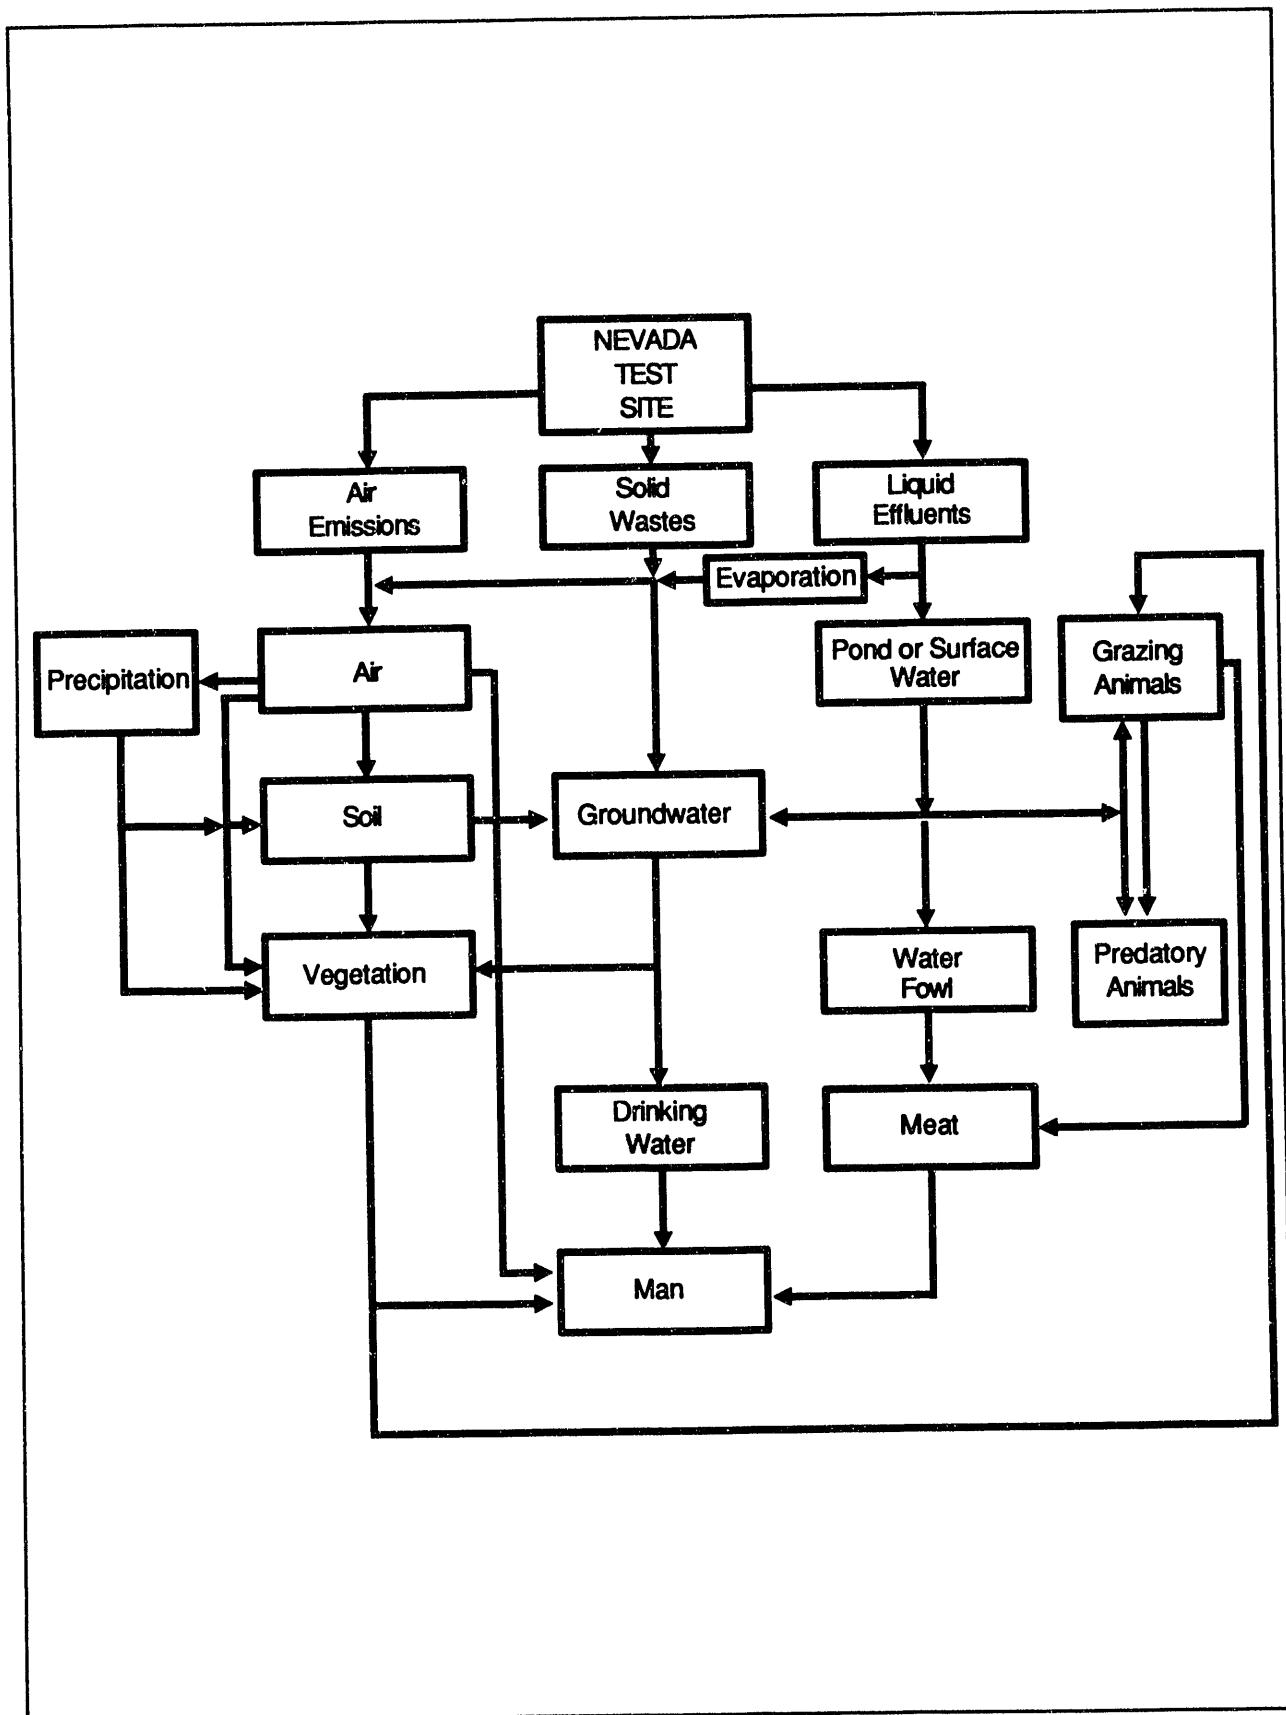 NEVADA
TEST
SITE
Air
Emissions
Solid
Wastes
Liquid
Effluents
Evaporation
Precipitation
Air
Pond or Surface
Water
Grazing
Animals
Soil
Groundwater
Vegetation
Water
Fowl
Predatory
Animals
Drinking
Water
Meat
Man